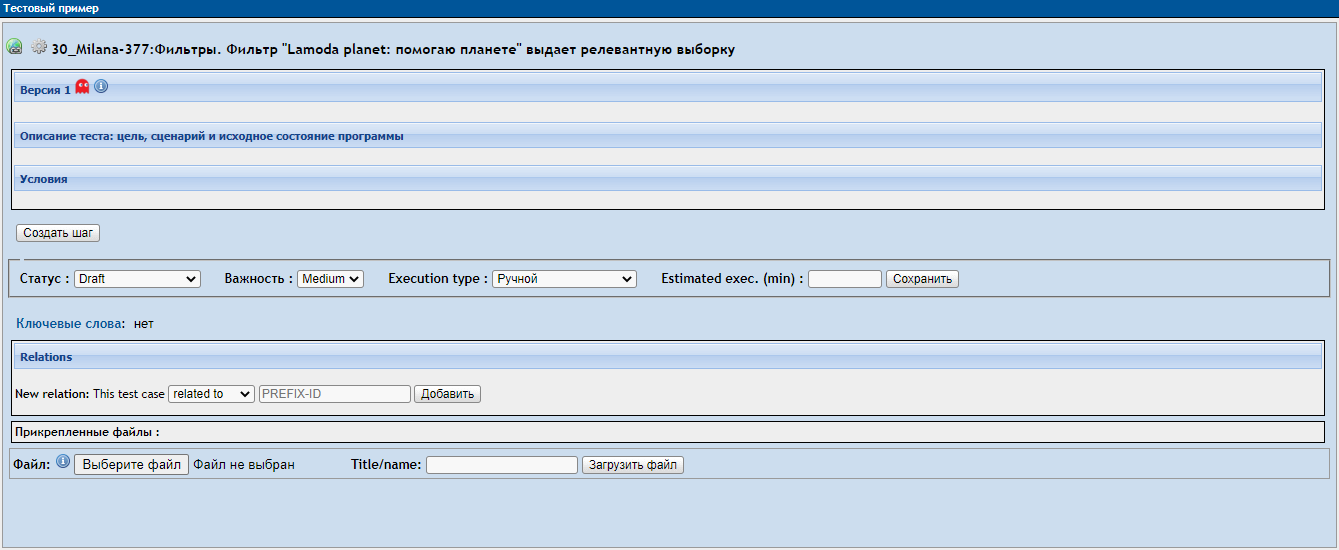 Тестовый пример
30_Milana-377:Фильтры. Фильтр "Lamoda planet: помогаю планете" выдает релевантную выборку
Версия 1
Описание теста: цель, сценарий и исходное состояние программы
Условия
Создать шаг
Статус : Draft Важность : Medium Execution type : Ручной Estimated exec. (min) : Сохранить
Ключевые слова: нет
Relations
New relation: This test case related to PREFIX-ID Добавить
Прикрепленные файлы :
Файл: Выберите файл Файл не выбран Title/name: Загрузить файл